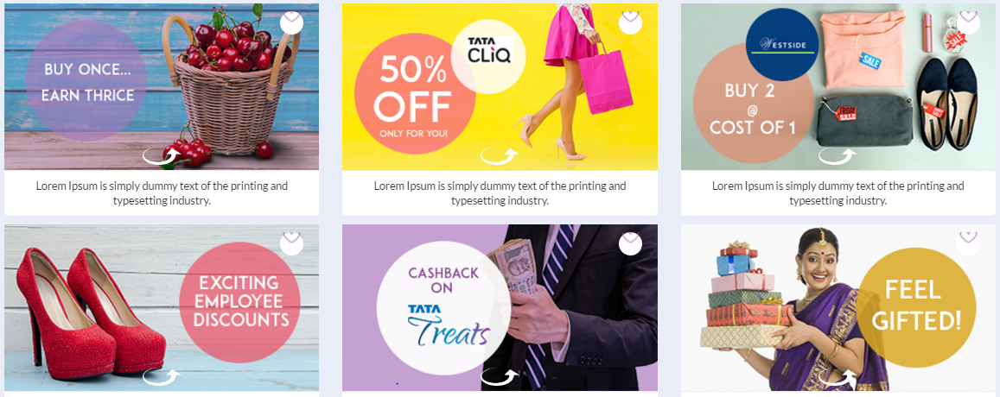 BUY ONCE...
EARN THRICE
Lorem Ipsum is simply dummy text of the printing and
typesetting industry.
TATA
CLiQ
50%
OFF
ONLY FOR YOU!
Lorem Ipsum is simply dummy text of the printing and
typesetting industry.
WESTSIDE
BUY 2
@
COST OF 1
SALE
SALE
FRIDAY
SALE
Lorem Ipsum is simply dummy text of the printing and
typesetting industry.
EXCITING
EMPLOYEE
DISCOUNTS
CASHBACK
ON
TATA
Treats
FEEL
GIFTED!